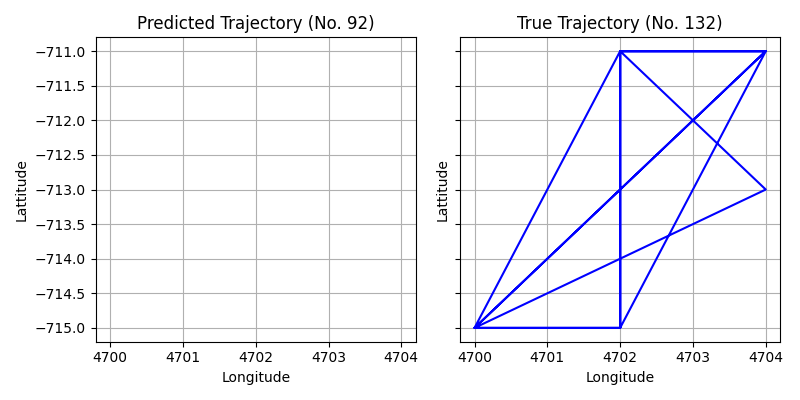 Predicted Trajectory (No. 92)
−711.0
−711.5
−712.0
−712.5
−713.0
−713.5
−714.0
−714.5
−715.0
Lattitude
4700 4701 4702 4703 4704
Longitude
True Trajectory (No. 132)
Lattitude
4700 4701 4702 4703 4704
Longitude